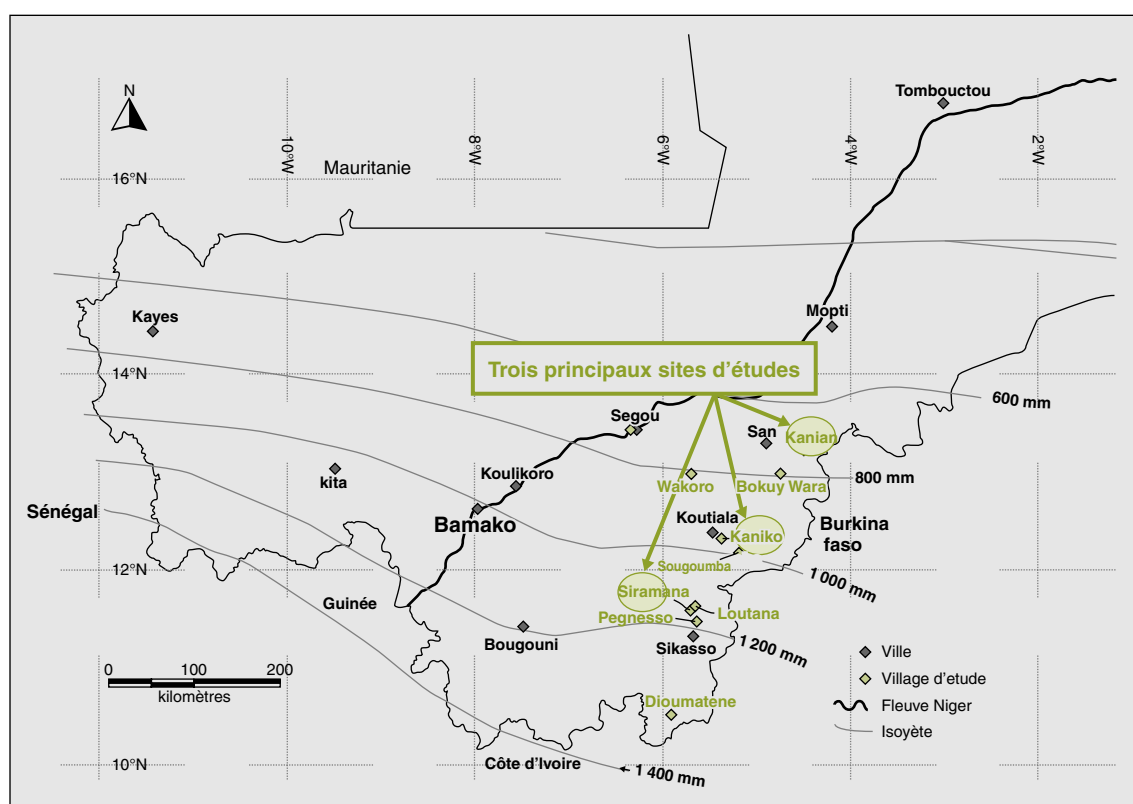 N
10°W
8°W
6°W
4°W
2°W
Tombouctou
Mauritanie
16°N
Kayes
Mopti
14°N
Trois principaux sites d'études
600 mm
Segou
San
Kanian
kita
Koulikoro
Wakoro
Bokuy Wara
800 mm
Sénégal
Bamako
Koutiala
Kaniko
Burkina
faso
Sougoumba
12°N
1 000 mm
Siramana
Guinée
Pegnesso
Loutana
Bougouni
Sikasso
1 200 mm
0 100 200
kilomètres
Ville
Village d'etude
Dioumatene
Fleuve Niger
Isoyète
Côte d'Ivoire
10°N
1 400 mm